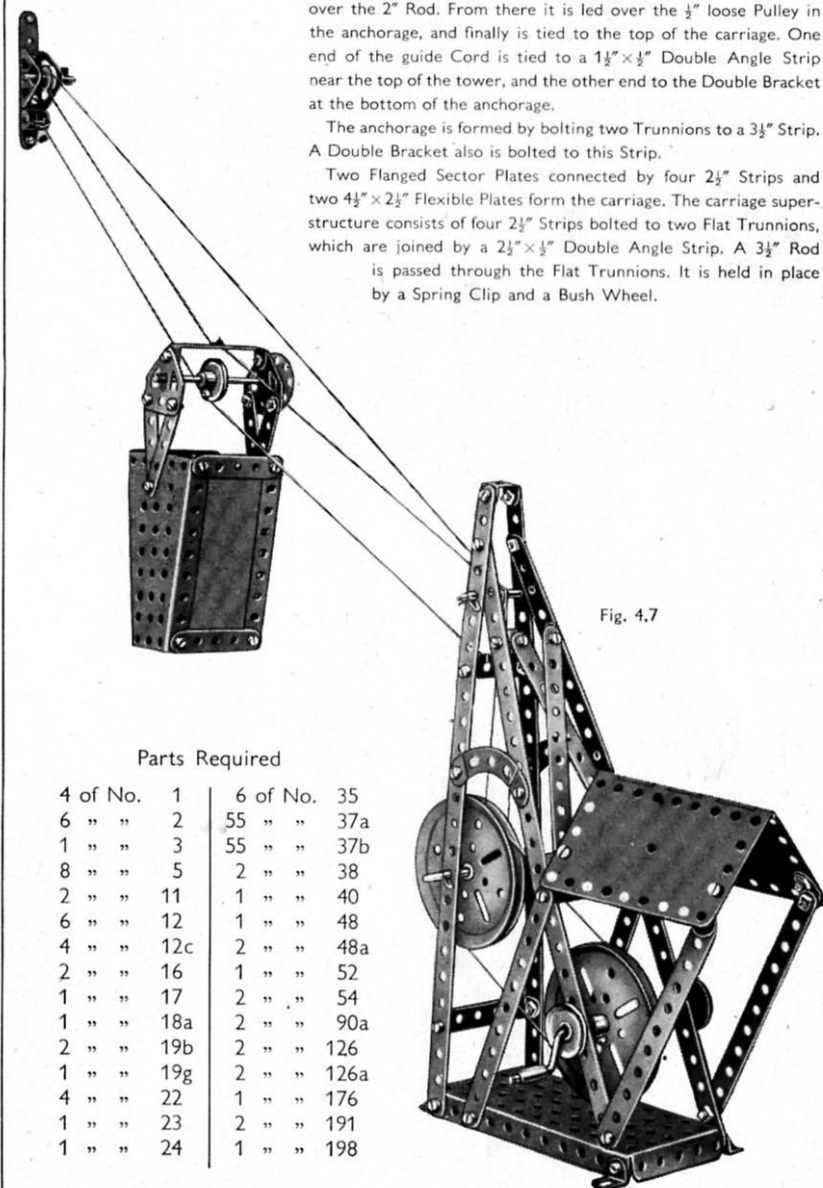 over the 2″ Rod. From there it is led over the ½″ loose Pulley in
the anchorage, and finally is tied to the top of the carriage. One
end of the guide Cord is tied to a 1½″×½″ Double Angle Strip
near the top of the tower, and the other end to the Double Bracket
at the bottom of the anchorage.
The anchorage is formed by bolting two Trunnions to a 3½″ Strip.
A Double Bracket also is bolted to this Strip.
Two Flanged Sector Plates connected by four 2½″ Strips and
two 4½″×2½″ Flexible Plates form the carriage. The carriage super-
structure consists of four 2½″ Strips bolted to two Flat Trunnions,
which are joined by a 2½″×½″ Double Angle Strip. A 3½″ Rod
is passed through the Flat Trunnions. It is held in place
by a Spring Clip and a Bush Wheel.
Fig. 4.7
Parts Required
4 of No. 1 | 6 of No. 35
6 „ „ 2 | 55 „ „ 37a
1 „ „ 3 | 55 „ „ 37b
8 „ „ 5 | 2 „ „ 38
2 „ „ 11 | 1 „ „ 40
6 „ „ 12 | 1 „ „ 48
4 „ „ 12c | 2 „ „ 48a
2 „ „ 16 | 1 „ „ 52
1 „ „ 17 | 2 „ „ 54
1 „ „ 18a | 2 „ „ 90a
2 „ „ 19b | 2 „ „ 126
1 „ „ 19g | 2 „ „ 126a
4 „ „ 22 | 1 „ „ 176
1 „ „ 23 | 2 „ „ 191
1 „ „ 24 | 1 „ „ 198